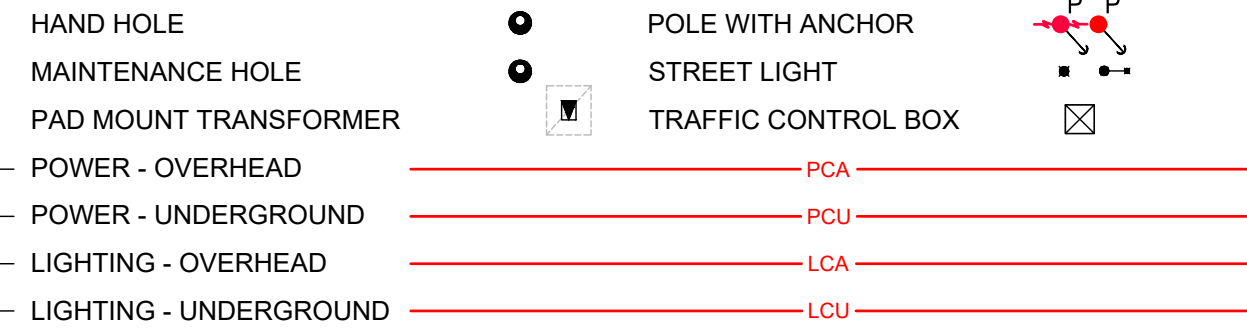 HAND HOLE POLE WITH ANCHOR P P
MAINTENANCE HOLE STREET LIGHT
PAD MOUNT TRANSFORMER TRAFFIC CONTROL BOX
POWER - OVERHEAD PCA
POWER - UNDERGROUND PCU
LIGHTING - OVERHEAD LCA
LIGHTING - UNDERGROUND LCU